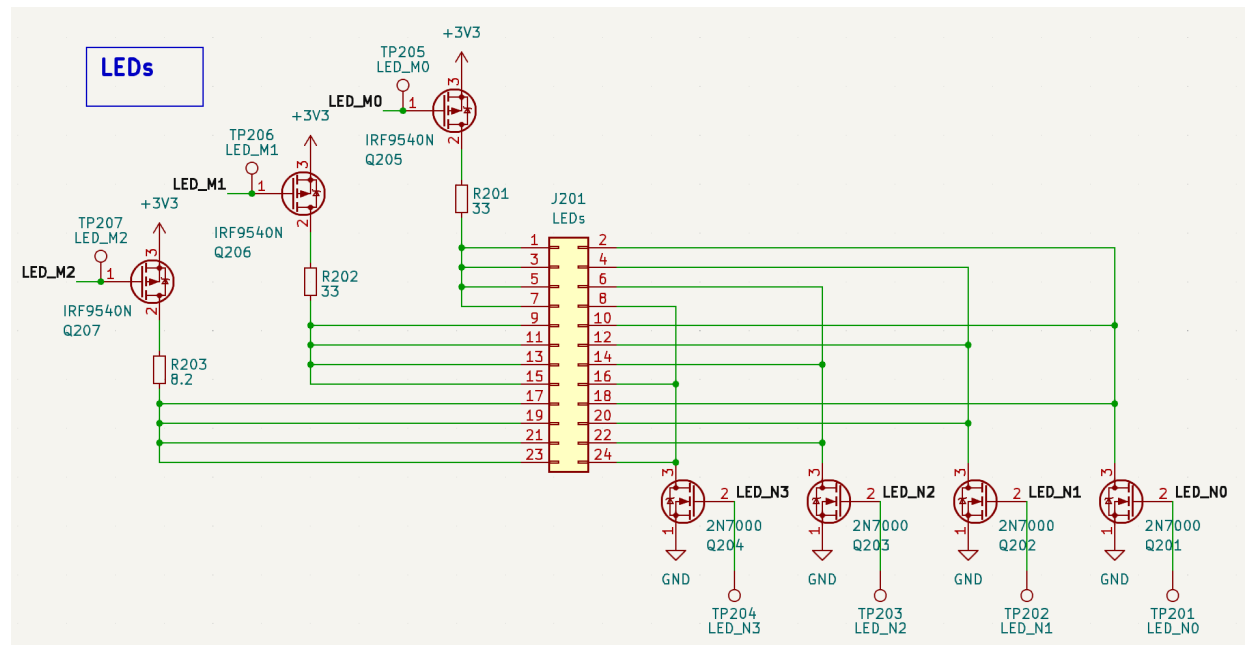 LEDs
+3V3
TP205
LED_M0
LED_M0
1
3
2
IRF9540N
Q205
+3V3
TP206
LED_M1
LED_M1
1
3
2
IRF9540N
Q206
+3V3
TP207
LED_M2
LED_M2
1
3
2
IRF9540N
Q207
R201
33
R202
33
R203
8.2
J201
LEDs
1 2
3 4
5 6
7 8
9 10
11 12
13 14
15 16
17 18
19 20
21 22
23 24
3
2
LED_N3
1
2N7000
Q204
GND
TP204
LED_N3
3
2
LED_N2
1
2N7000
Q203
GND
TP203
LED_N2
3
2
LED_N1
1
2N7000
Q202
GND
TP202
LED_N1
3
2
LED_N0
1
2N7000
Q201
GND
TP201
LED_N0